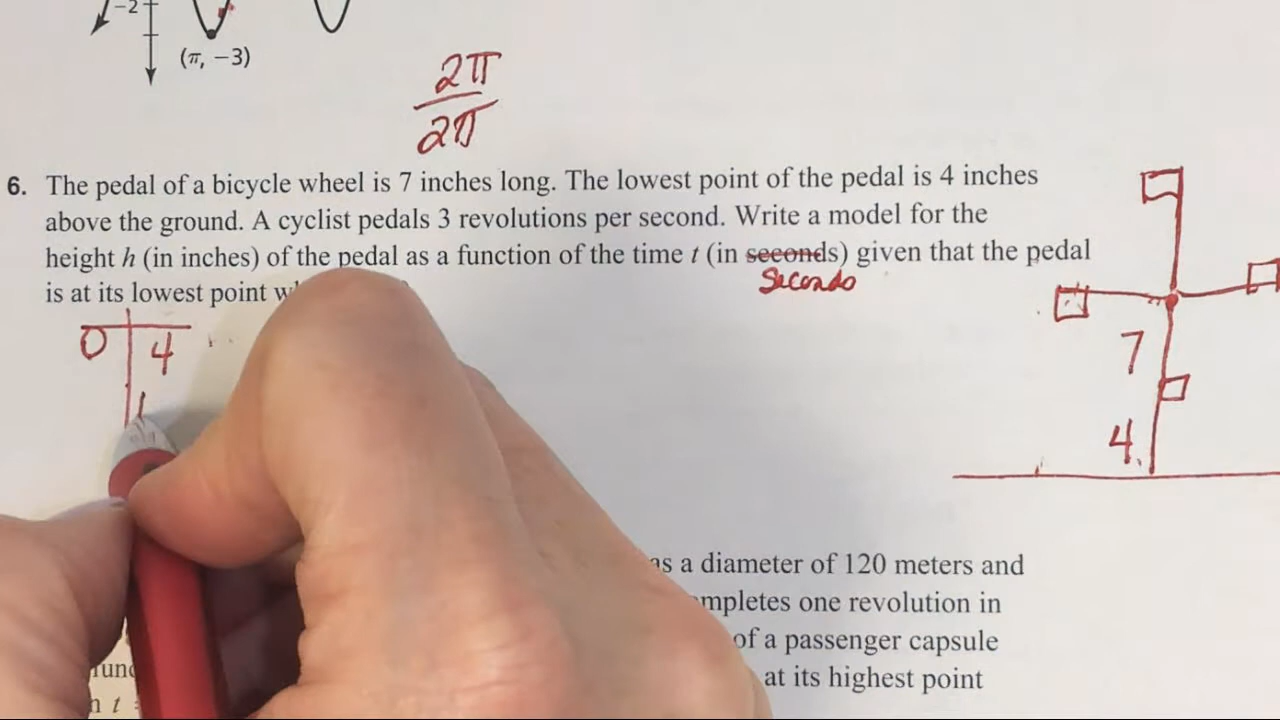 -2
(π, −3)
2π
2π
6. The pedal of a bicycle wheel is 7 inches long. The lowest point of the pedal is 4 inches
above the ground. A cyclist pedals 3 revolutions per second. Write a model for the
height h (in inches) of the pedal as a function of the time t (in seconds) given that the pedal
Seconds
is at its lowest point
0 4
7
4
a diameter of 120 meters and
one revolution in
of a passenger capsule
at its highest point
t